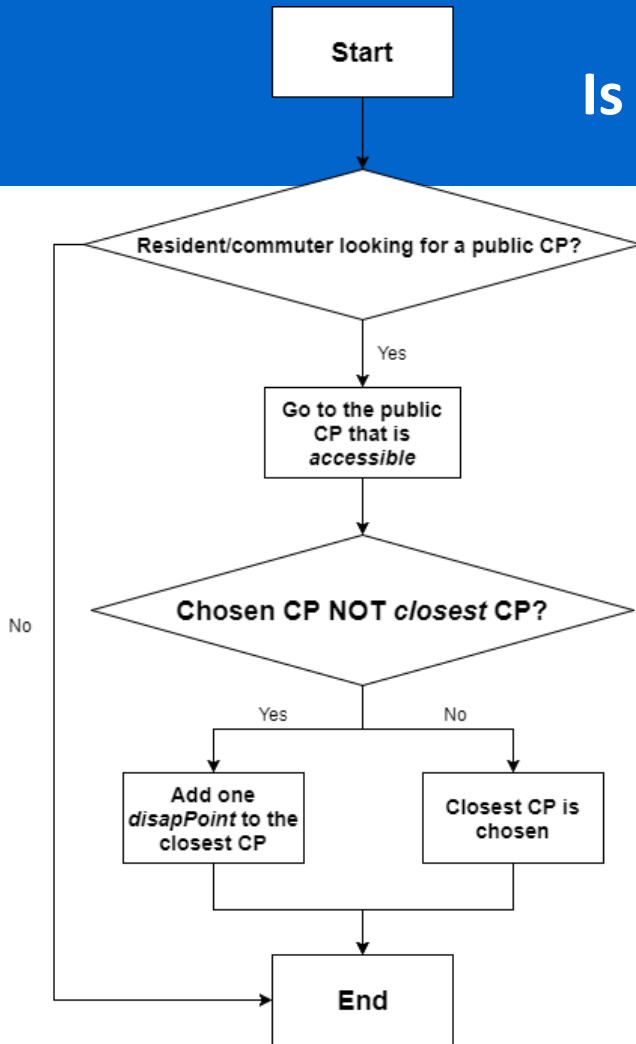 Start
Is
Resident/commuter looking for a public CP?
Yes
Go to the public
CP that is
accessible
Chosen CP NOT closest CP?
No
Yes
No
Add one
disapPoint to the
closest CP
Closest CP is
chosen
End